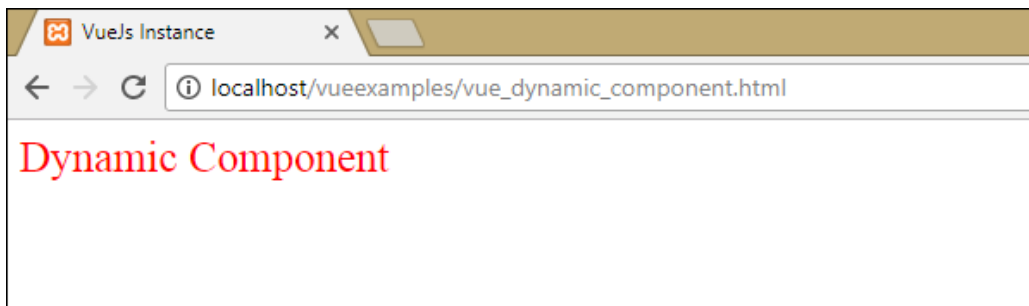 VueJs Instance
localhost/vueexamples/vue_dynamic_component.html
Dynamic Component